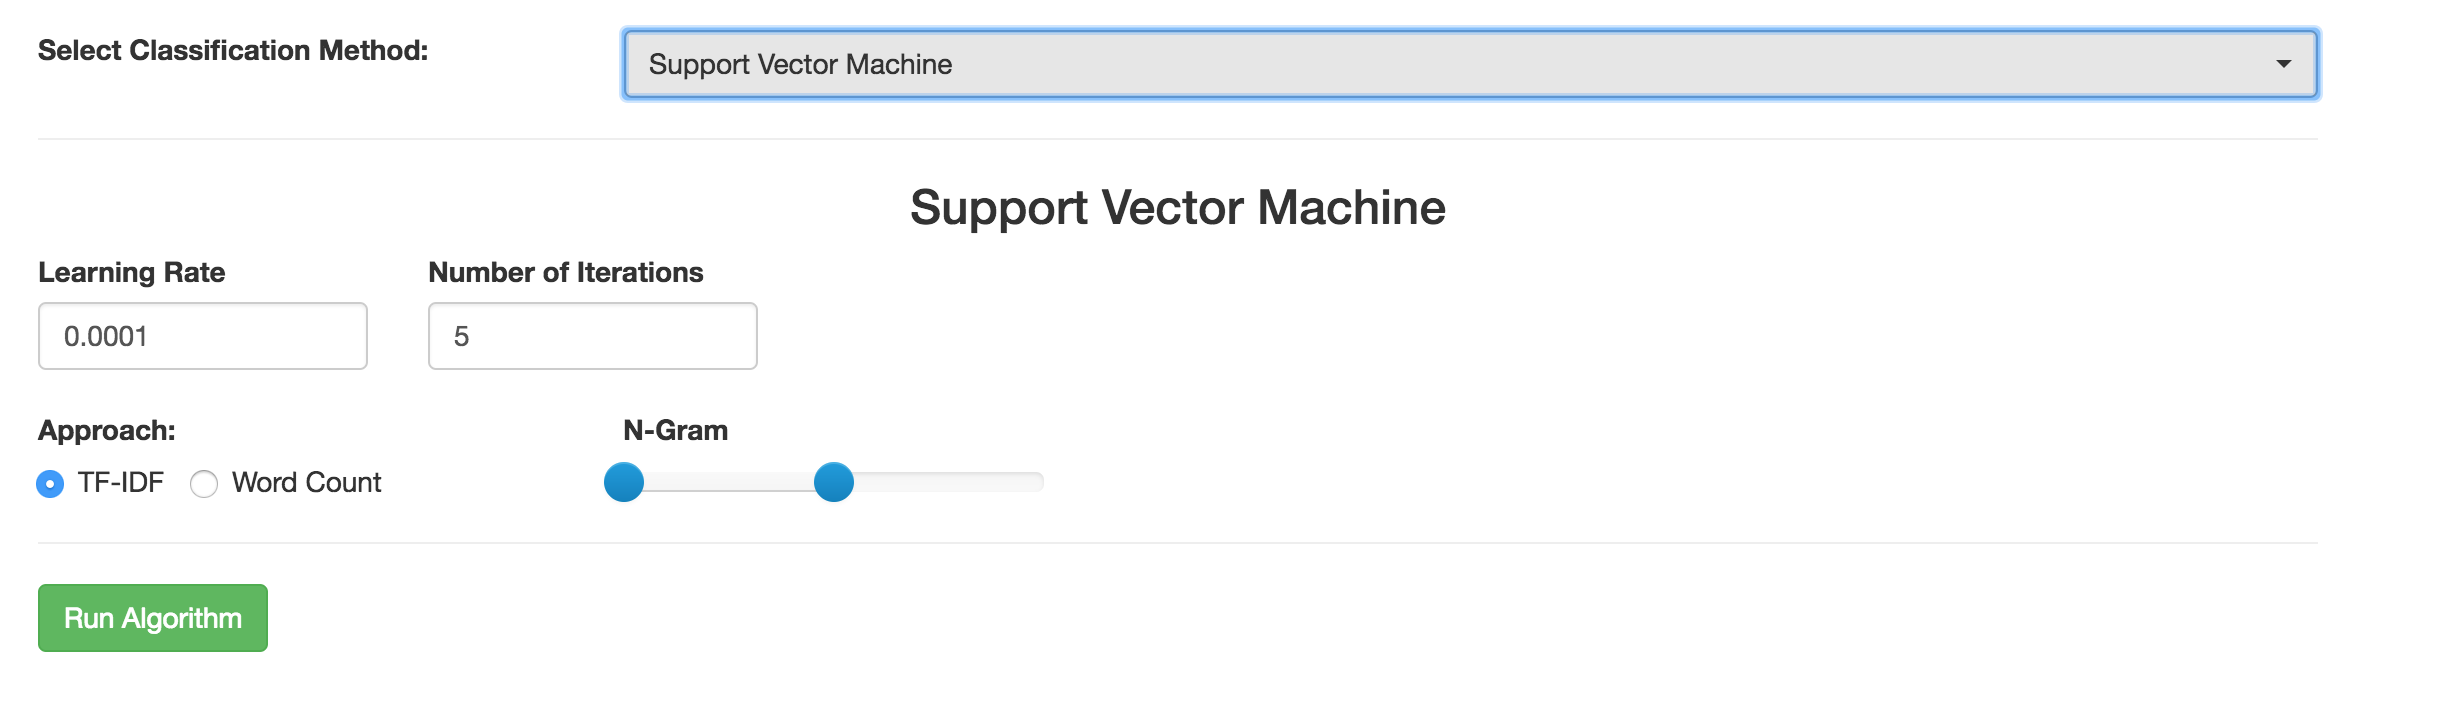 Select Classification Method:
Support Vector Machine
Support Vector Machine
Learning Rate
Number of Iterations
0.0001
5
Approach:
N-Gram
TF-IDF
Word Count
Run Algorithm